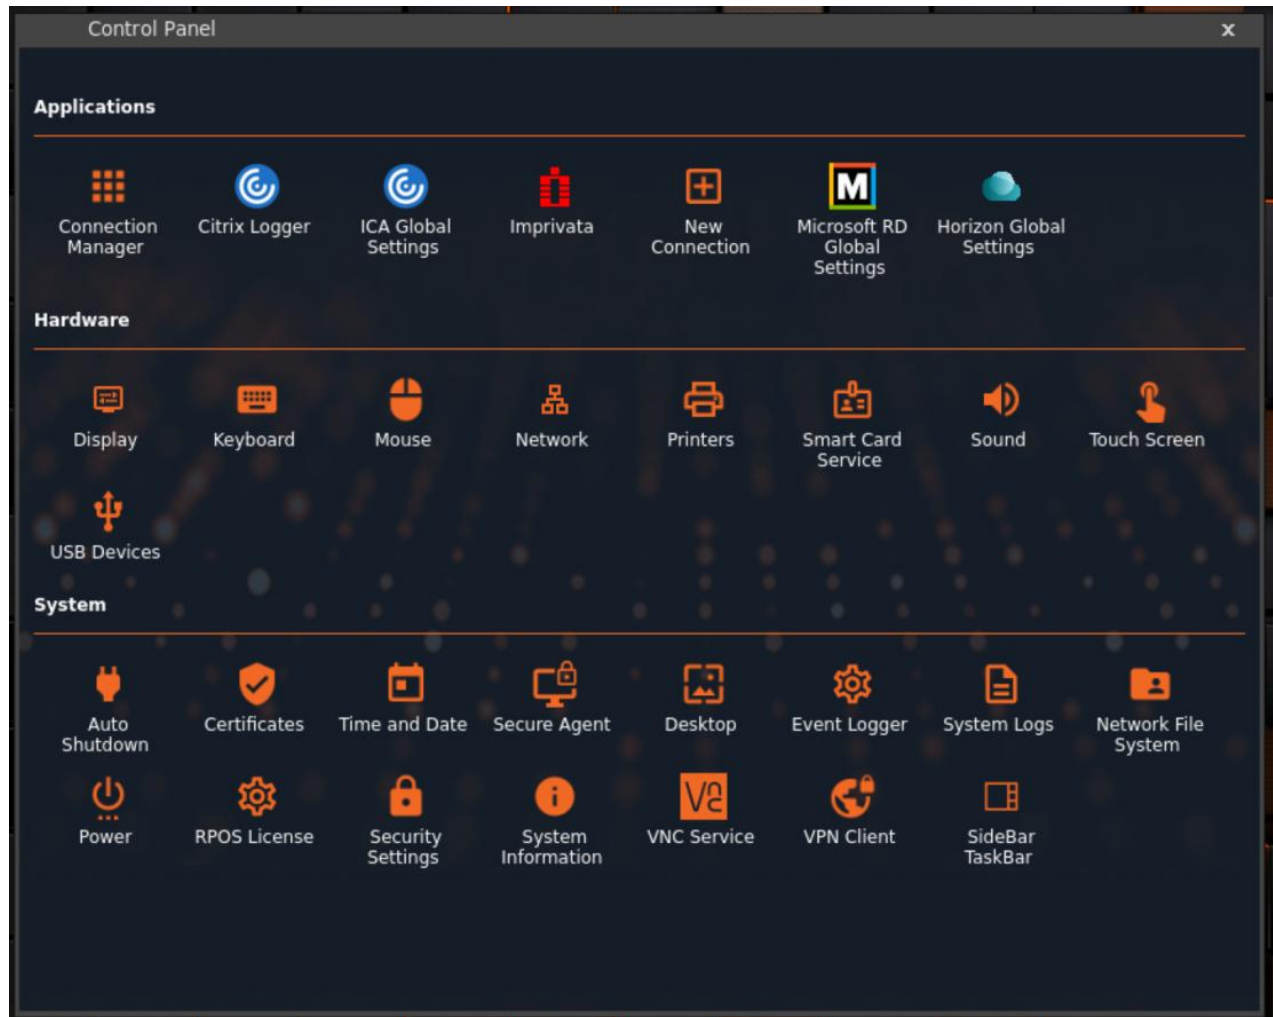 Control Panel
x
Applications
Connection
Manager
Citrix Logger
ICA Global
Settings
Imprivata
New
Connection
M
Microsoft RD
Global
Settings
Horizon Global
Settings
Hardware
Display
Keyboard
Mouse
Network
Printers
Smart Card
Service
Sound
Touch Screen
USB Devices
System
Auto
Shutdown
Certificates
Time and Date
Secure Agent
Desktop
Event Logger
System Logs
Network File
System
Power
RPOS License
Security
Settings
System
Information
VNC
VNC Service
VPN Client
SideBar
TaskBar